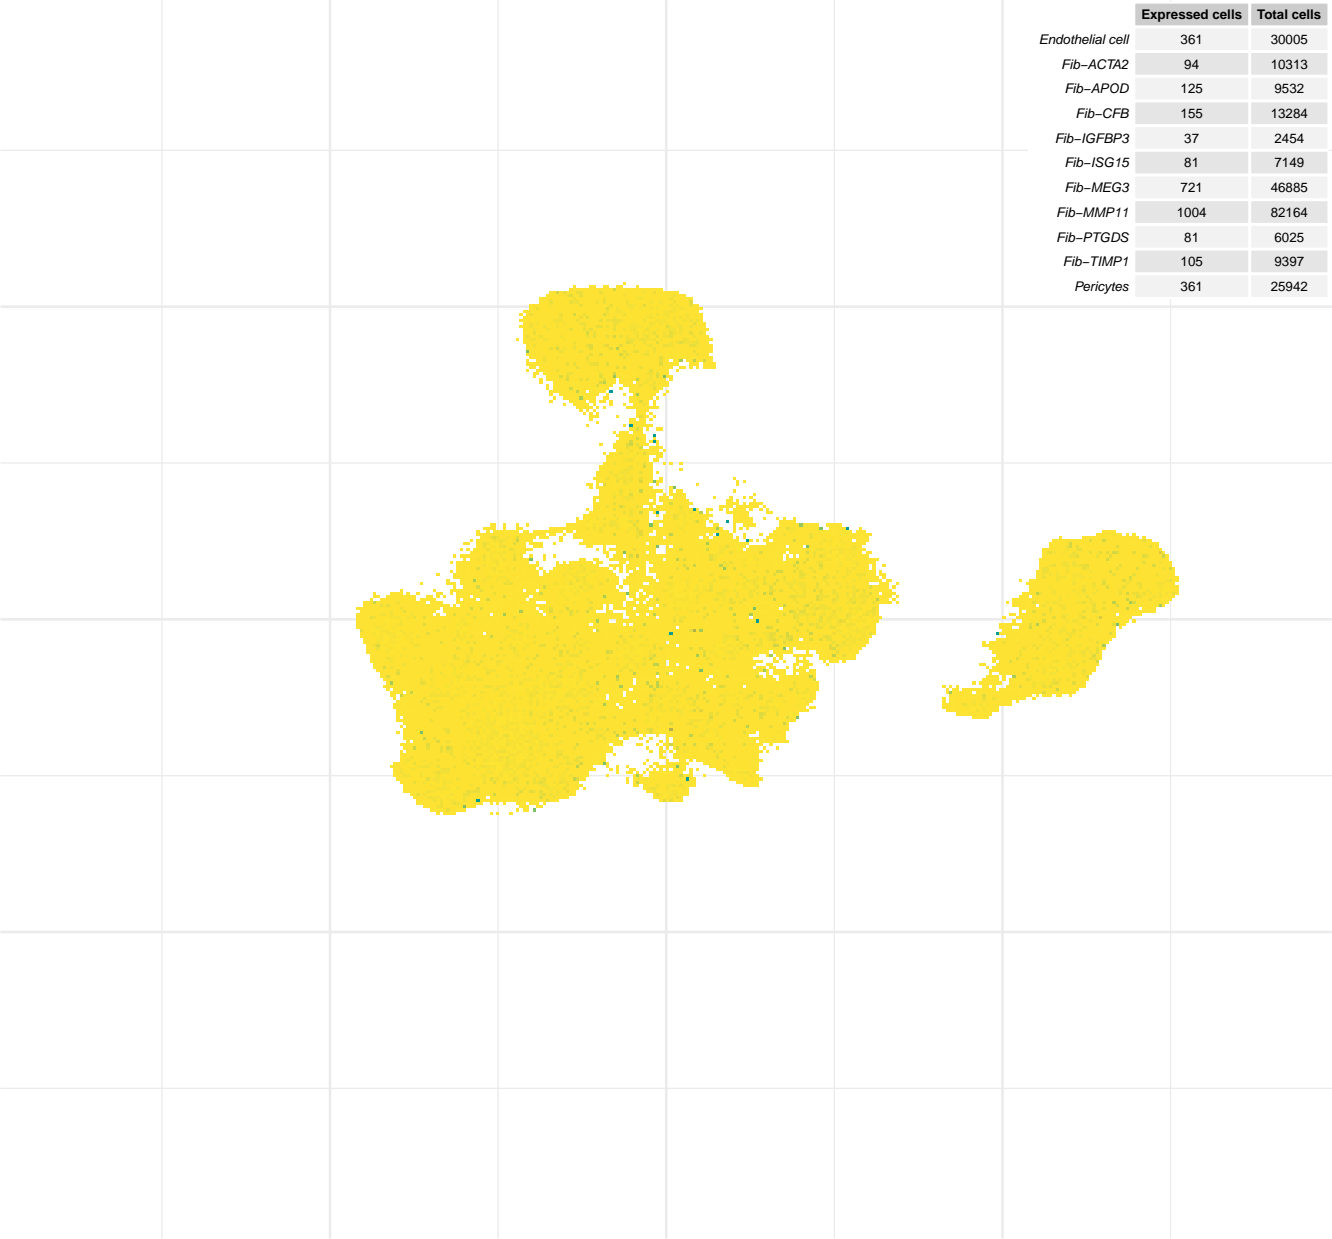 Expressed cells Total cells
Endothelial cell 361 30005
Fib−ACTA2 94 10313
Fib−APOD 125 9532
Fib−CFB 155 13284
Fib−IGFBP3 37 2454
Fib−ISG15 81 7149
Fib−MEG3 721 46885
Fib−MMP11 1004 82164
Fib−PTGDS 81 6025
Fib−TIMP1 105 9397
Pericytes 361 25942